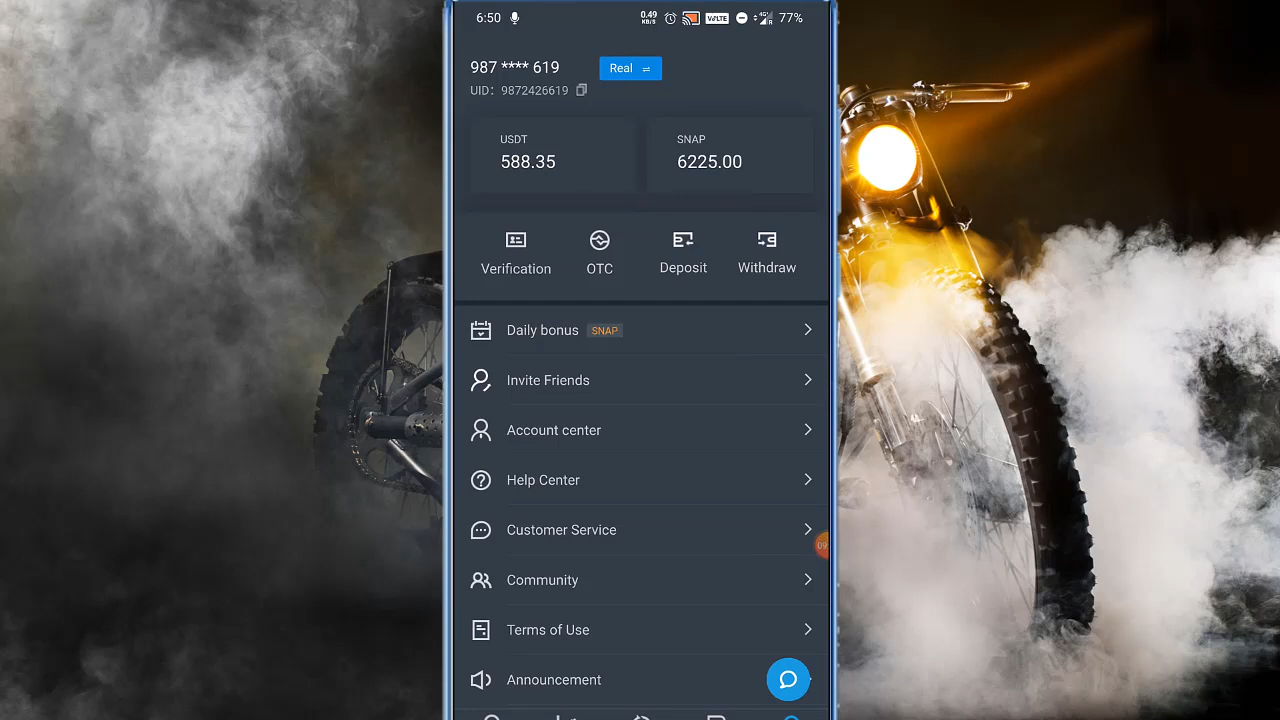 6:50 0.49 KB/S VoLTE 4G R 77%
987 **** 619 Real
UID: 9872426619
USDT SNAP
588.35 6225.00
Verification OTC Deposit Withdraw
Daily bonus SNAP
Invite Friends
Account center
Help Center
Customer Service
09
Community
Terms of Use
Announcement